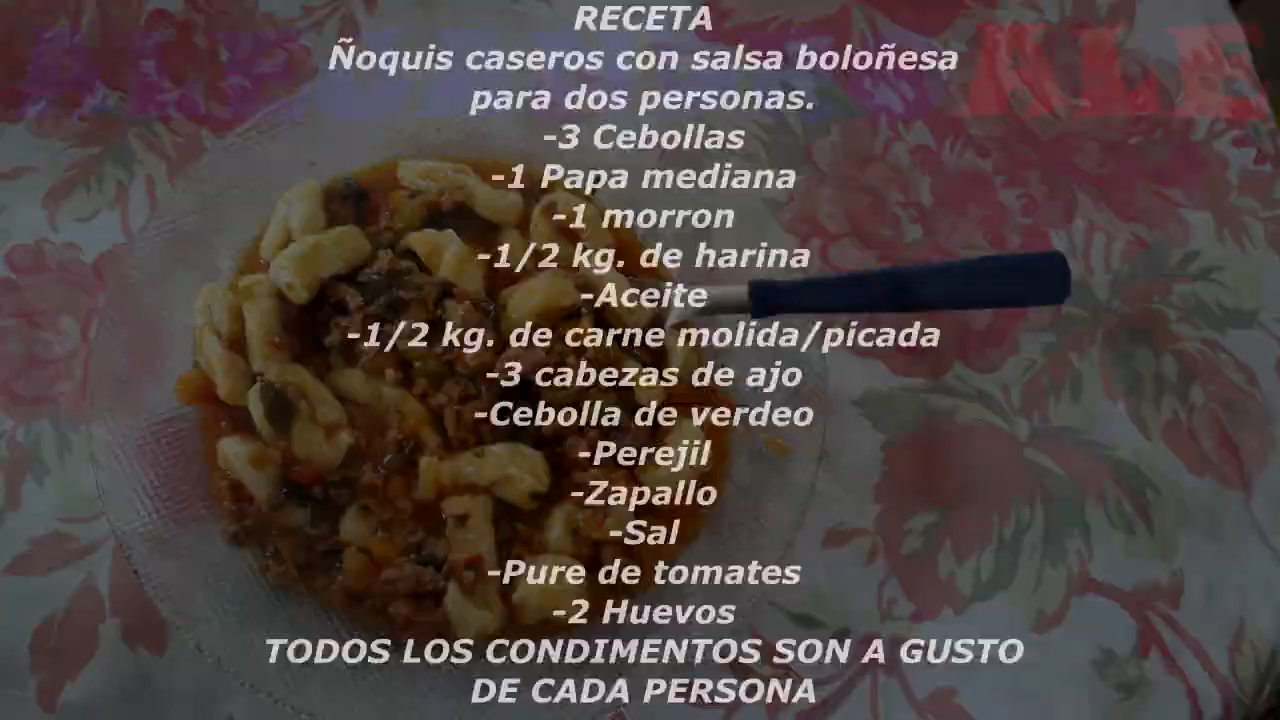 RECETA
Ñoquis caseros con salsa boloñesa
para dos personas.
-3 Cebollas
-1 Papa mediana
-1 morron
-1/2 kg. de harina
-Aceite
-1/2 kg. de carne molida/picada
-3 cabezas de ajo
-Cebolla de verdeo
-Perejil
-Zapallo
-Sal
-Pure de tomates
-2 Huevos
TODOS LOS CONDIMENTOS SON A GUSTO
DE CADA PERSONA